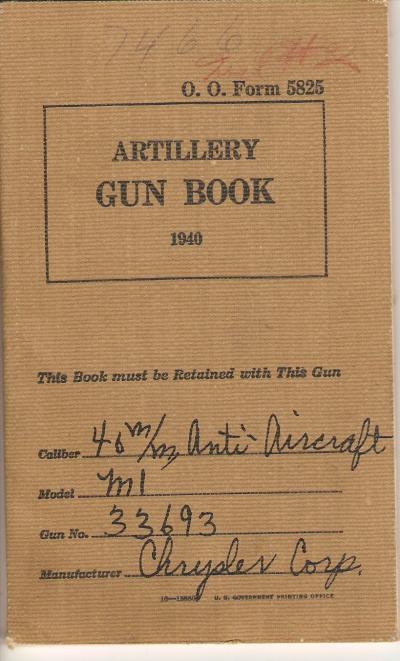 7466
O. O. Form 5825
ARTILLERY
GUN BOOK
1940
This Book must be Retained with This Gun
Caliber 40 m/m Anti-Aircraft
Model M1
Gun No. 33693
Manufacturer Chrysler Corp.
U. S. GOVERNMENT PRINTING OFFICE